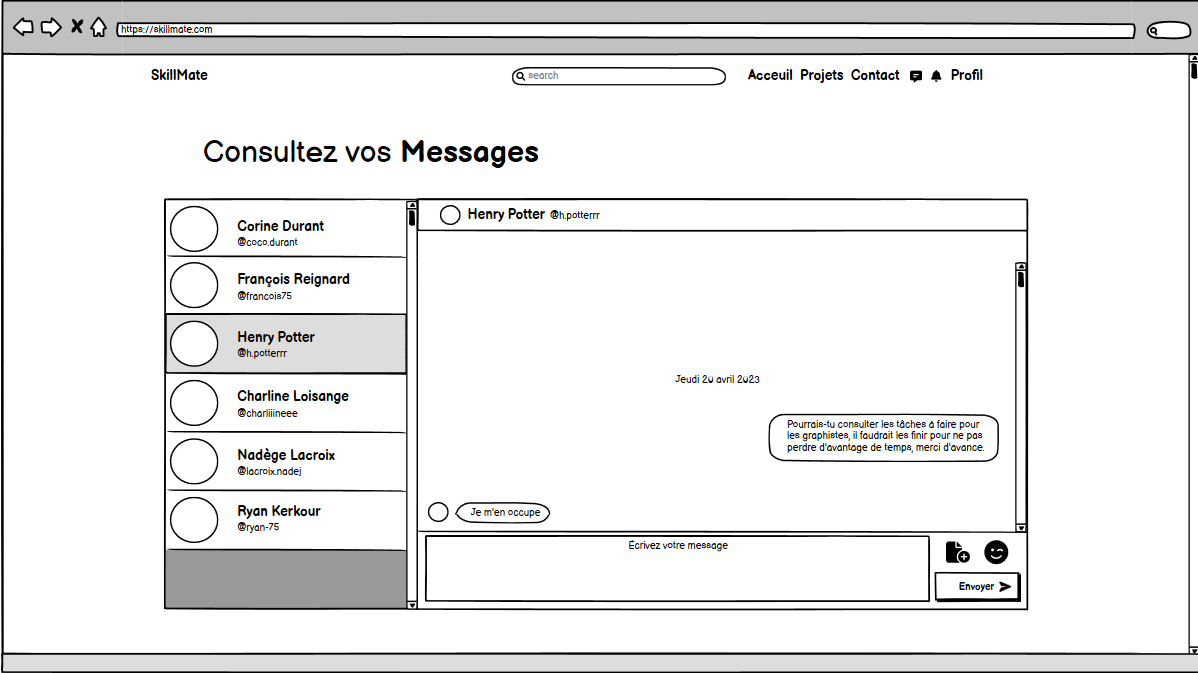 https://skillmate.com
SkillMate
search
Acceuil Projets Contact Profil
Consultez vos Messages
Corine Durant
@coco.durant
François Reignard
@francois75
Henry Potter
@h.potterrr
Charline Loisange
@charliiineee
Nadège Lacroix
@lacroix.nadej
Ryan Kerkour
@ryan-75
Henry Potter @h.potterrr
Jeudi 20 avril 2023
Pourrais-tu consulter les tâches à faire pour
les graphistes, il faudrait les finir pour ne pas
perdre d'avantage de temps, merci d'avance.
Je m'en occupe
Écrivez votre message
Envoyer